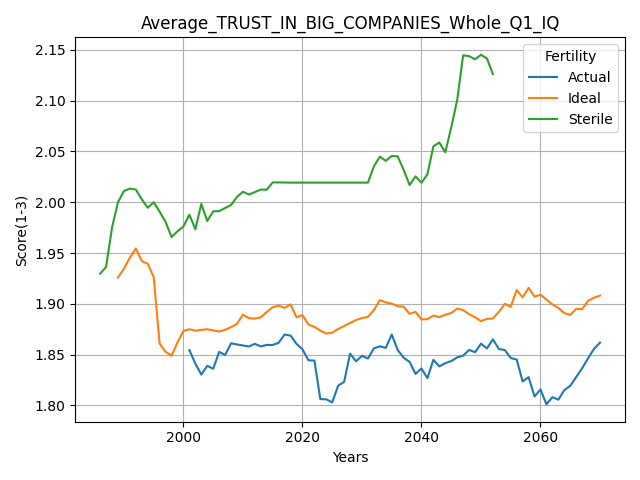 Average_TRUST_IN_BIG_COMPANIES_Whole_Q1_IQ
Fertility
Actual
Ideal
Sterile
Score(1-3)
2.15
2.10
2.05
2.00
1.95
1.90
1.85
1.80
2000
2020
2040
2060
Years